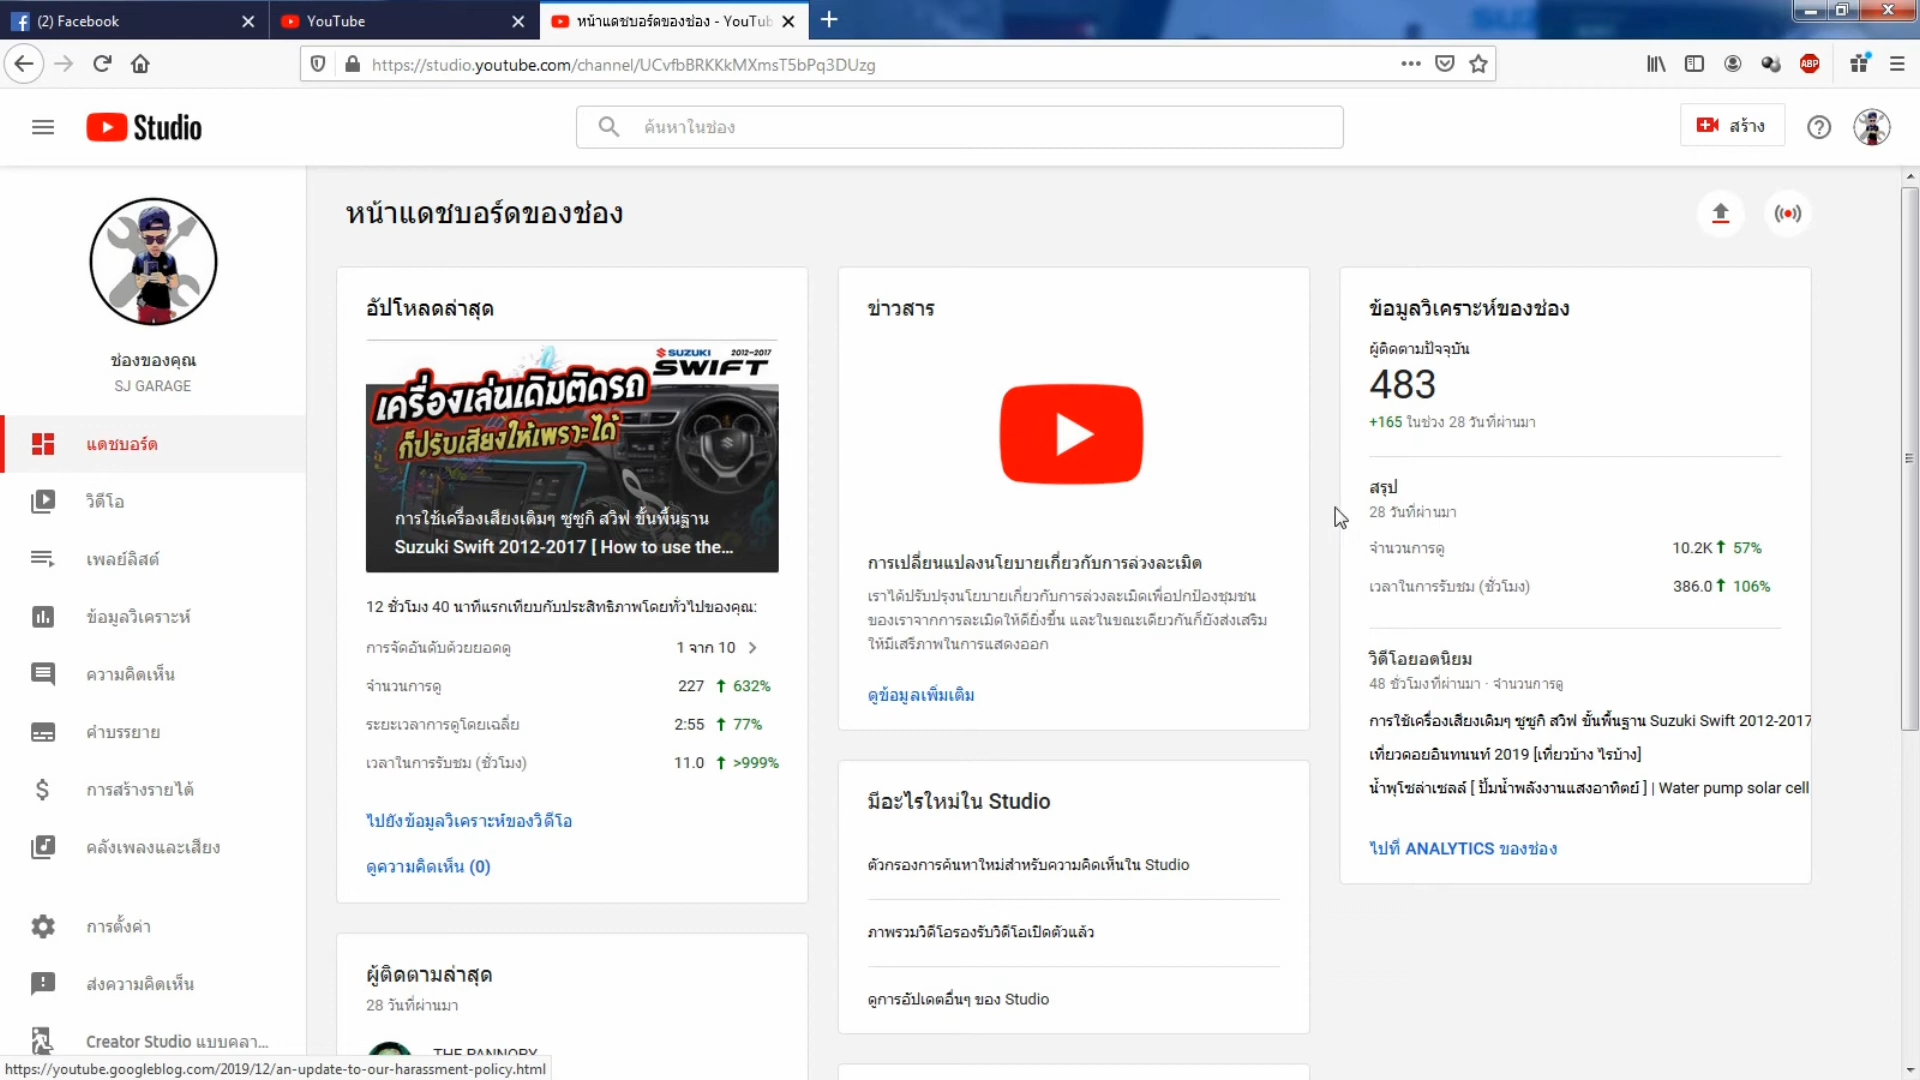 (2) Facebook
YouTube
หน้าแดชบอร์ดของช่อง - YouTub
https://studio.youtube.com/channel/UCvfbBRKKkMXmsT5bPq3DUzg
ABP
Studio
ค้นหาในช่อง
สร้าง
ช่องของคุณ
SJ GARAGE
แดชบอร์ด
วิดีโอ
เพลย์ลิสต์
ข้อมูลวิเคราะห์
ความคิดเห็น
คำบรรยาย
การสร้างรายได้
คลังเพลงและเสียง
การตั้งค่า
ส่งความคิดเห็น
Creator Studio แบบคลา...
หน้าแดชบอร์ดของช่อง
อัปโหลดล่าสุด
SUZUKI 2012-2017
SWIFT
เครื่องเล่นเดิมติดรถ
ก็ปรับเสียงให้เพราะได้
การใช้เครื่องเสียงเดิมๆ ซูซูกิ สวิฟ ขั้นพื้นฐาน
Suzuki Swift 2012-2017 [ How to use the...
12 ชั่วโมง 40 นาทีแรกเทียบกับประสิทธิภาพโดยทั่วไปของคุณ:
การจัดอันดับด้วยยอดดู 1 จาก 10
จำนวนการดู 227 632%
ระยะเวลาการดูโดยเฉลี่ย 2:55 77%
เวลาในการรับชม (ชั่วโมง) 11.0 >999%
ไปยังข้อมูลวิเคราะห์ของวิดีโอ
ดูความคิดเห็น (0)
ผู้ติดตามล่าสุด
28 วันที่ผ่านมา
THE PANNORY
ข่าวสาร
การเปลี่ยนแปลงนโยบายเกี่ยวกับการล่วงละเมิด
เราได้ปรับปรุงนโยบายเกี่ยวกับการล่วงละเมิดเพื่อปกป้องชุมชน
ของเราจากการละเมิดให้ดียิ่งขึ้น และในขณะเดียวกันก็ยังส่งเสริม
ให้มีเสรีภาพในการแสดงออก
ดูข้อมูลเพิ่มเติม
มีอะไรใหม่ใน Studio
ตัวกรองการค้นหาใหม่สำหรับความคิดเห็นใน Studio
ภาพรวมวิดีโอรองรับวิดีโอเปิดตัวแล้ว
ดูการอัปเดตอื่นๆ ของ Studio
ข้อมูลวิเคราะห์ของช่อง
ผู้ติดตามปัจจุบัน
483
+165 ในช่วง 28 วันที่ผ่านมา
สรุป
28 วันที่ผ่านมา
จำนวนการดู 10.2K 57%
เวลาในการรับชม (ชั่วโมง) 386.0 106%
วิดีโอยอดนิยม
48 ชั่วโมงที่ผ่านมา · จำนวนการดู
การใช้เครื่องเสียงเดิมๆ ซูซูกิ สวิฟ ขั้นพื้นฐาน Suzuki Swift 2012-2017
เที่ยวดอยอินทนนท์ 2019 [เที่ยวบ้าง ไรบ้าง]
น้ำพุโซล่าเซลล์ [ ปั๊มน้ำพลังงานแสงอาทิตย์ ] | Water pump solar cell
ไปที่ ANALYTICS ของช่อง
https://youtube.googleblog.com/2019/12/an-update-to-our-harassment-policy.html